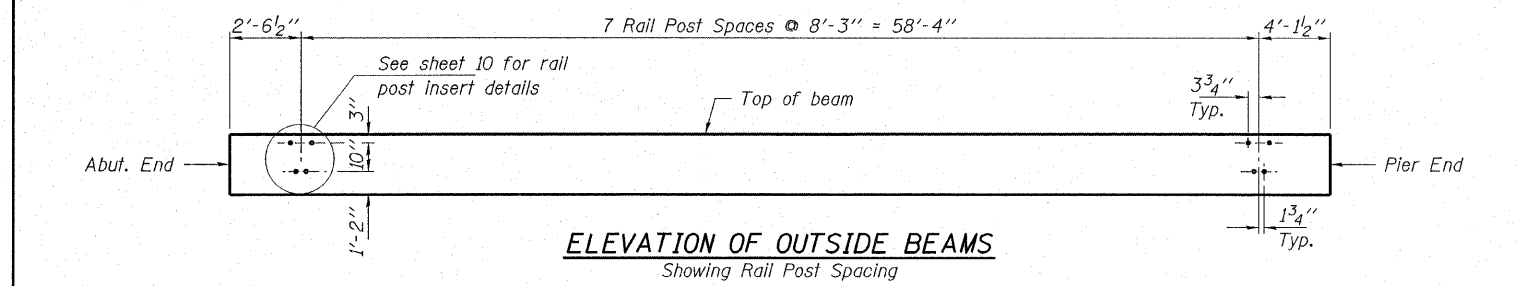 2'-6½" 7 Rail Post Spaces @ 8'-3" = 58'-4" 4'-1½"
See sheet 10 for rail
post insert details
3"
Top of beam
3¾"
Typ.
Abut. End
10"
Pier End
1'-2"
1¾"
Typ.
ELEVATION OF OUTSIDE BEAMS
Showing Rail Post Spacing